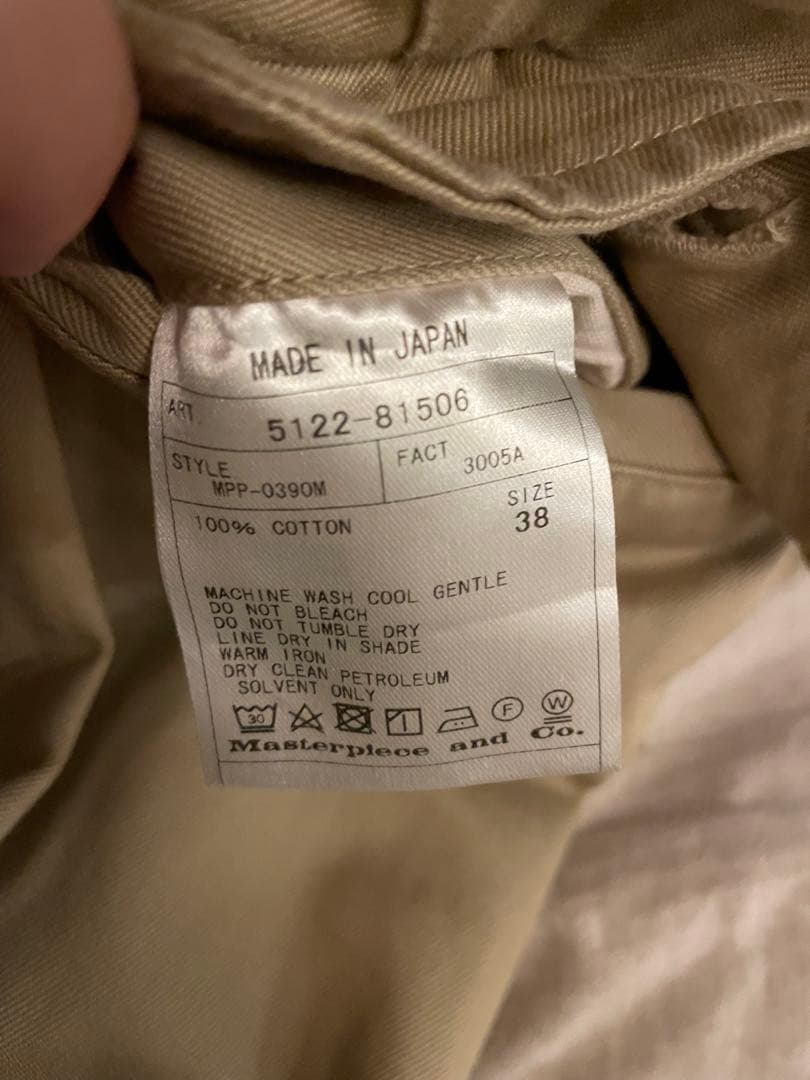 MADE IN JAPAN
ART 5122-81506
STYLE MPP-0390M FACT 3005A
100% COTTON SIZE 38
MACHINE WASH COOL GENTLE
DO NOT BLEACH
DO NOT TUMBLE DRY
LINE DRY IN SHADE
WARM IRON
DRY CLEAN PETROLEUM
SOLVENT ONLY
30 F W
Masterpiece and Co.